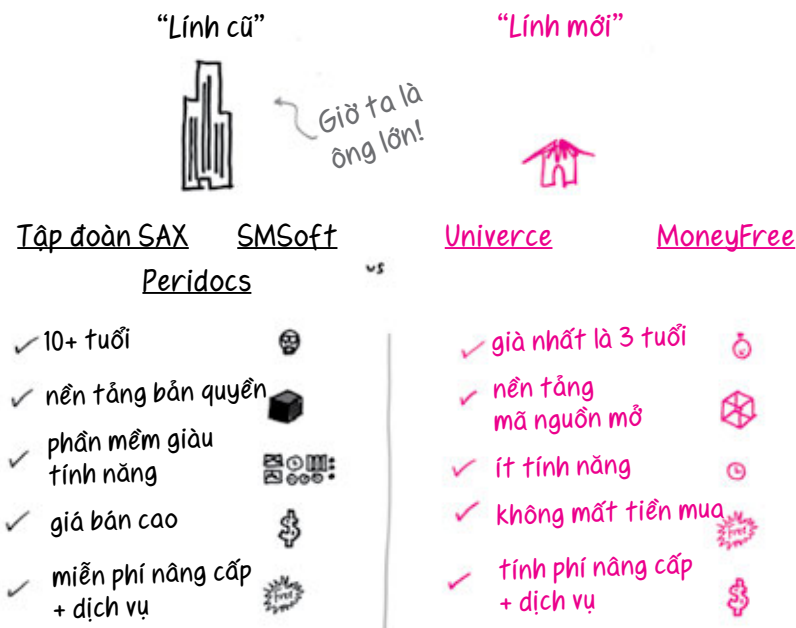 “Lính cũ”
“Lính mới”
Giờ ta là
ông lớn!
Tập đoàn SAX
SMSoft
Peridocs
vs
Univerce
MoneyFree
10+ tuổi
nền tảng bản quyền
phần mềm giàu
tính năng
giá bán cao
$
miễn phí nâng cấp
+ dịch vụ
Free
già nhất là 3 tuổi
nền tảng
mã nguồn mở
ít tính năng
không mất tiền mua
Free
tính phí nâng cấp
+ dịch vụ
$